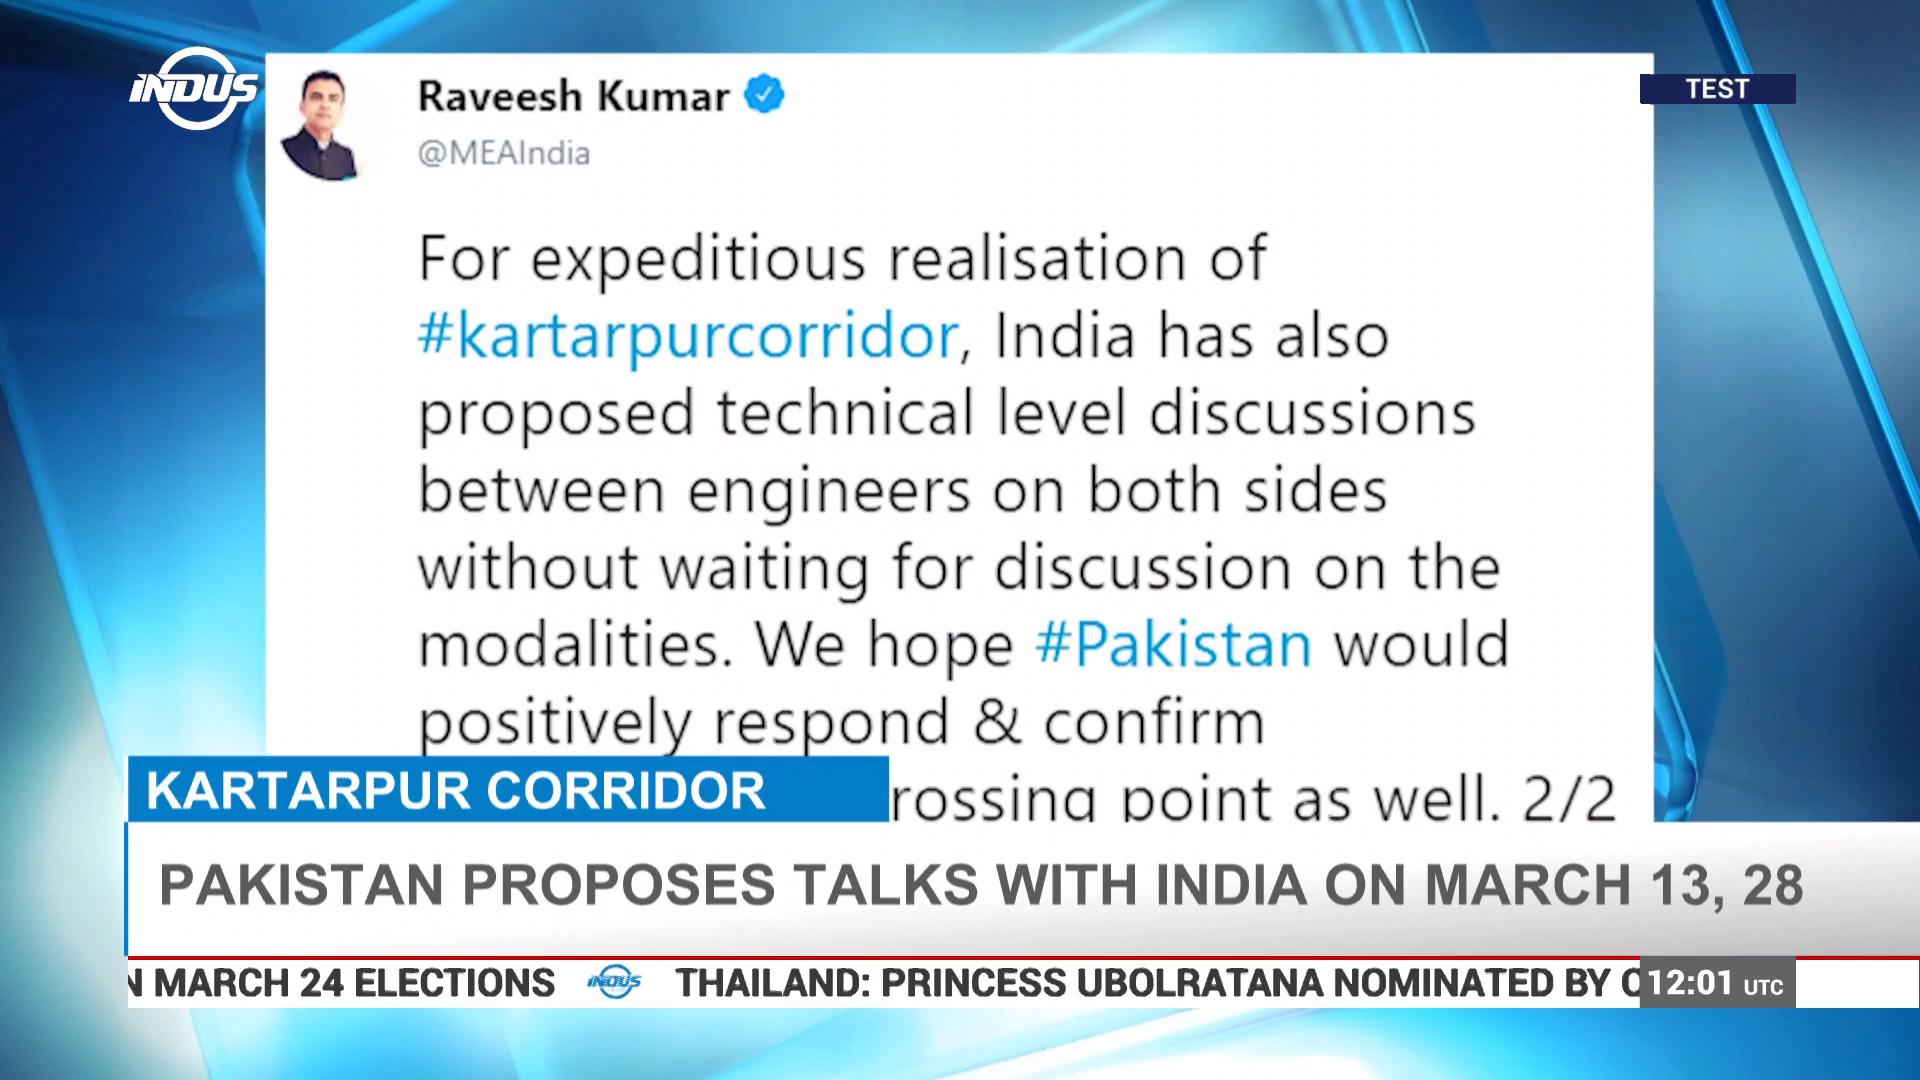 INDUS
TEST
Raveesh Kumar
@MEAIndia
For expeditious realisation of
#kartarpurcorridor, India has also
proposed technical level discussions
between engineers on both sides
without waiting for discussion on the
modalities. We hope #Pakistan would
positively respond & confirm
rossing point as well. 2/2
KARTARPUR CORRIDOR
PAKISTAN PROPOSES TALKS WITH INDIA ON MARCH 13, 28
N MARCH 24 ELECTIONS INDUS THAILAND: PRINCESS UBOLRATANA NOMINATED BY 12:01 UTC